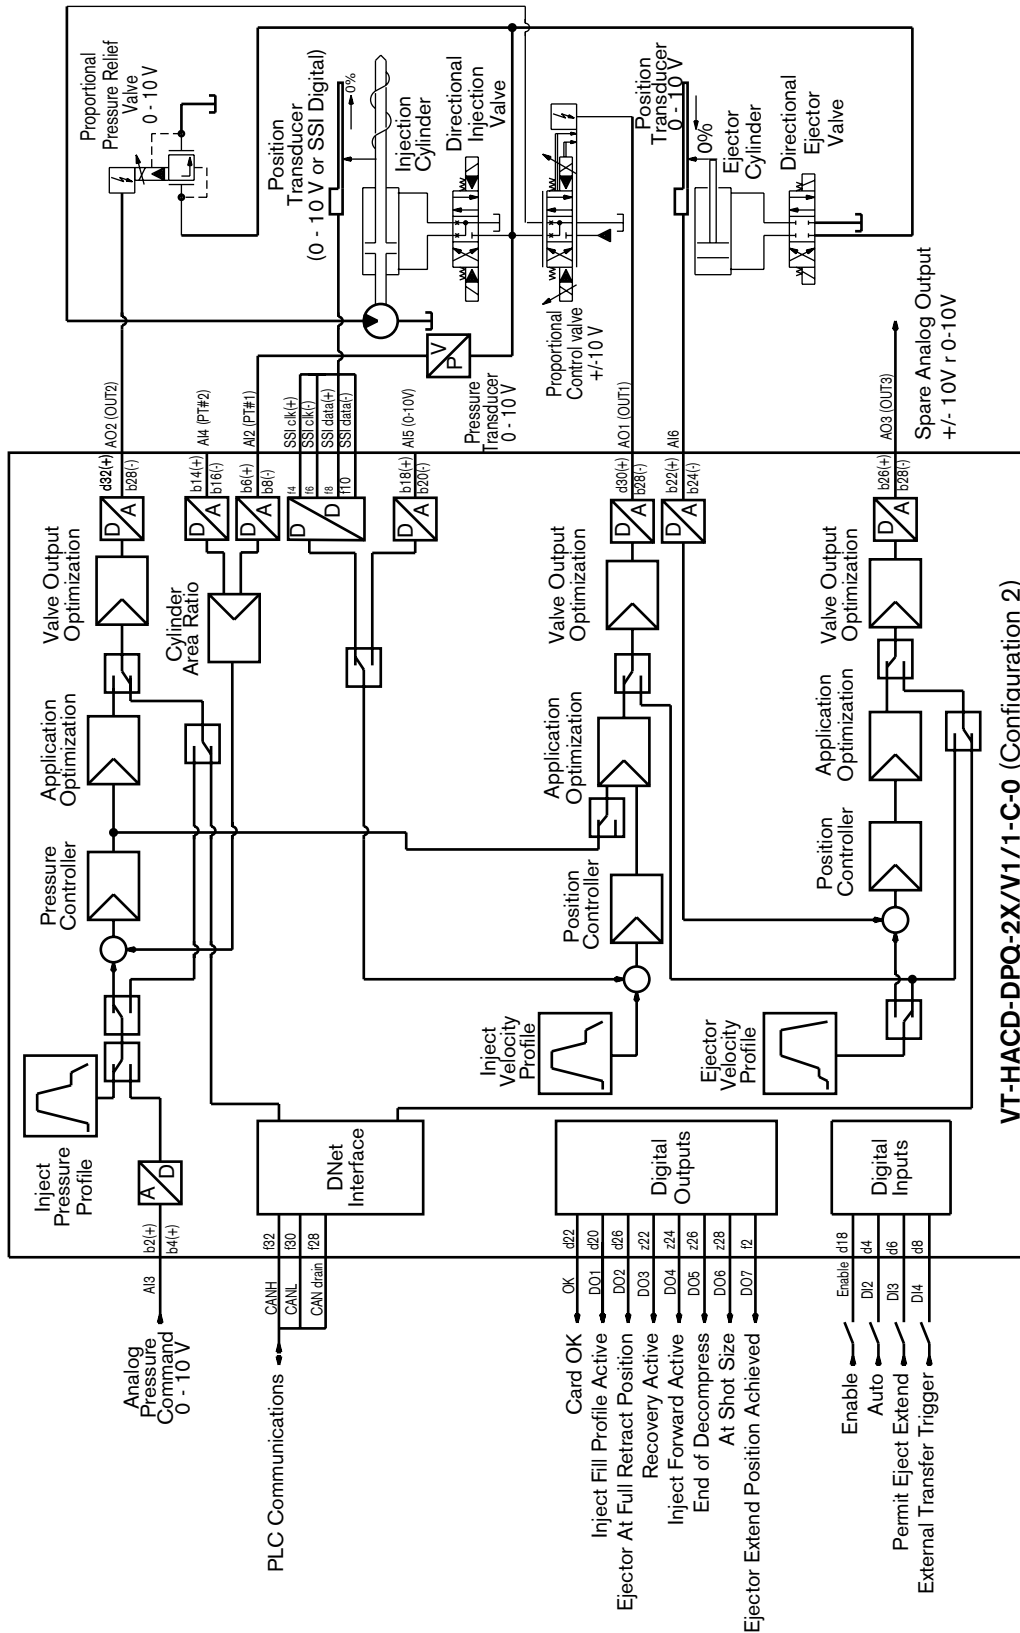 Analog
Pressure
Command
0 - 10 V
AI3
b2(+)
b4(+)
A
D
Inject
Pressure
Profile
Pressure
Controller
Application
Optimization
Valve Output
Optimization
D
A
d32(+)
b28(-)
AO2 (OUT2)
Proportional
Pressure Relief
Valve
0 - 10 V
PLC Communications
CANH
CANL
CAN drain
f32
f30
f28
DNet
Interface
Cylinder
Area Ratio
D
A
b14(+)
b16(-)
AI4 (PT#2)
D
A
b6(+)
b8(-)
AI2 (PT#1)
D
D
f4
f6
f8
f10
SSI clk(+)
SSI clk(-)
SSI data(+)
SSI data(-)
D
A
b18(+)
b20(-)
AI5 (0-10V)
V
P
Pressure
Transducer
0 - 10 V
Position
Transducer
(0 - 10 V or SSI Digital)
0%
Injection
Cylinder
Directional
Injection
Valve
Card OK
Inject Fill Profile Active
Ejector At Full Retract Position
Recovery Active
Inject Forward Active
End of Decompress
At Shot Size
Ejector Extend Position Achieved
OK
DO1
DO2
DO3
DO4
DO5
DO6
DO7
d22
d20
d26
z22
z24
z26
z28
f2
Digital
Outputs
Inject
Velocity
Profile
Position
Controller
Application
Optimization
Valve Output
Optimization
D
A
d30(+)
b28(-)
AO1 (OUT1)
Proportional
Control valve
+/-10 V
D
A
b22(+)
b24(-)
AI6
Position
Transducer
0 - 10 V
0%
Ejector
Cylinder
Directional
Ejector
Valve
Enable
Auto
Permit Eject Extend
External Transfer Trigger
Enable
DI2
DI3
DI4
d18
d4
d6
d8
Digital
Inputs
Ejector
Velocity
Profile
Position
Controller
Application
Optimization
Valve Output
Optimization
D
A
b26(+)
b28(-)
AO3 (OUT3)
Spare Analog Output
+/- 10V r 0-10V
VT-HACD-DPQ-2X/V1/1-C-0 (Configuration 2)